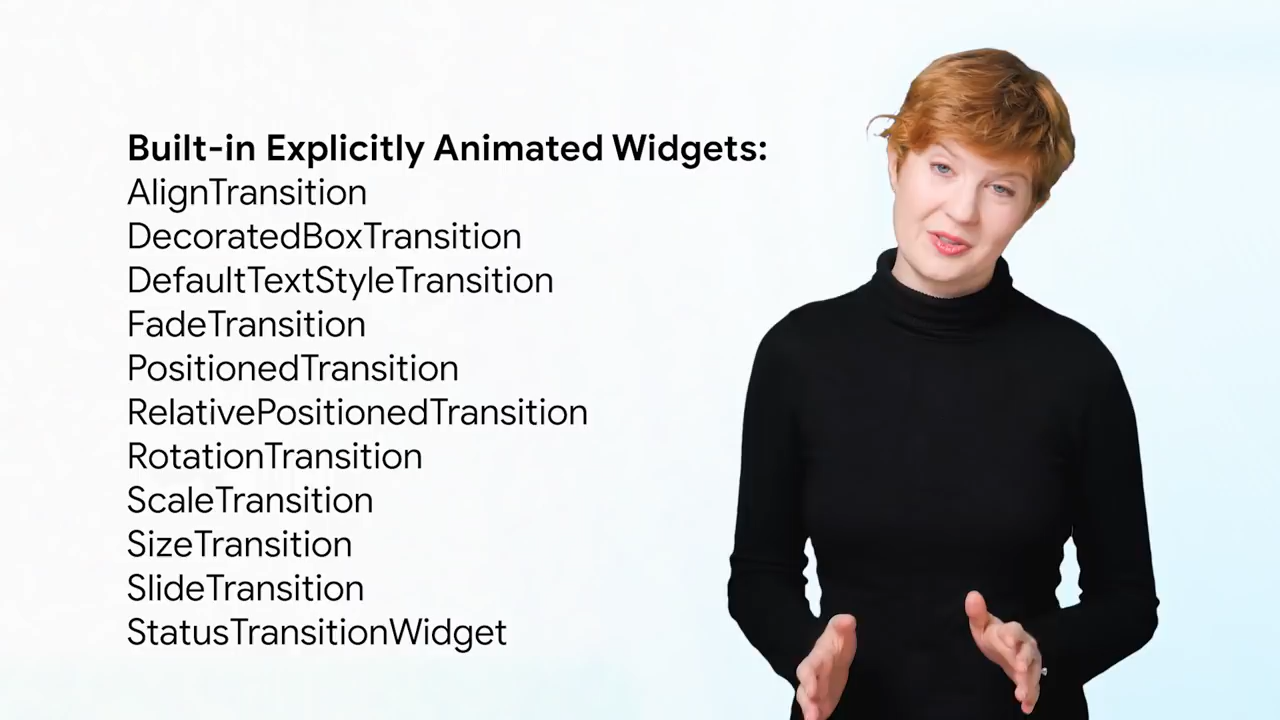 Built-in Explicitly Animated Widgets:
AlignTransition
DecoratedBoxTransition
DefaultTextStyleTransition
FadeTransition
PositionedTransition
RelativePositionedTransition
RotationTransition
ScaleTransition
SizeTransition
SlideTransition
StatusTransitionWidget